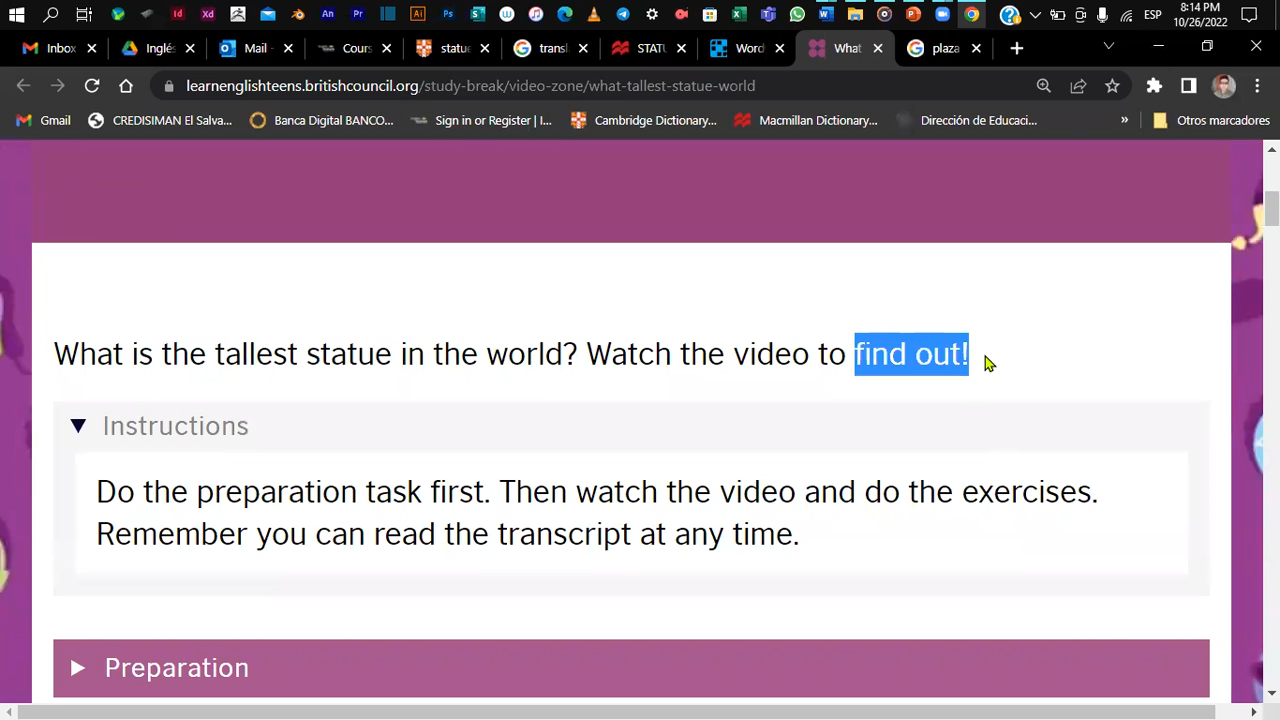 8:14 PM
ESP
10/26/2022
Inbox
Inglés
Mail -
Cours
statue
transl
STATU
Word
What
plaza
learnenglishteens.britishcouncil.org/study-break/video-zone/what-tallest-statue-world
Gmail
CREDISIMAN El Salva...
Banca Digital BANCO...
Sign in or Register | I...
Cambridge Dictionary...
Macmillan Dictionary...
Dirección de Educaci...
»
Otros marcadores
What is the tallest statue in the world? Watch the video to find out!
Instructions
Do the preparation task first. Then watch the video and do the exercises.
Remember you can read the transcript at any time.
Preparation